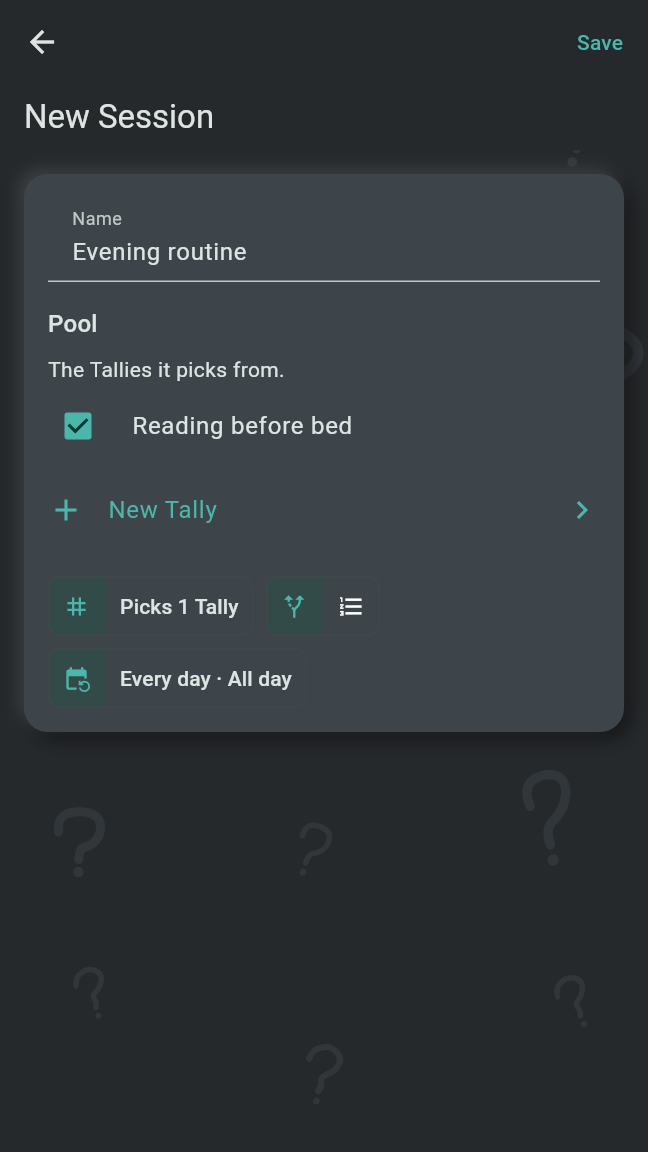 Save
New Session
Name
Evening routine
Pool
The Tallies it picks from.
Reading before bed
New Tally
Picks 1 Tally
Every day · All day